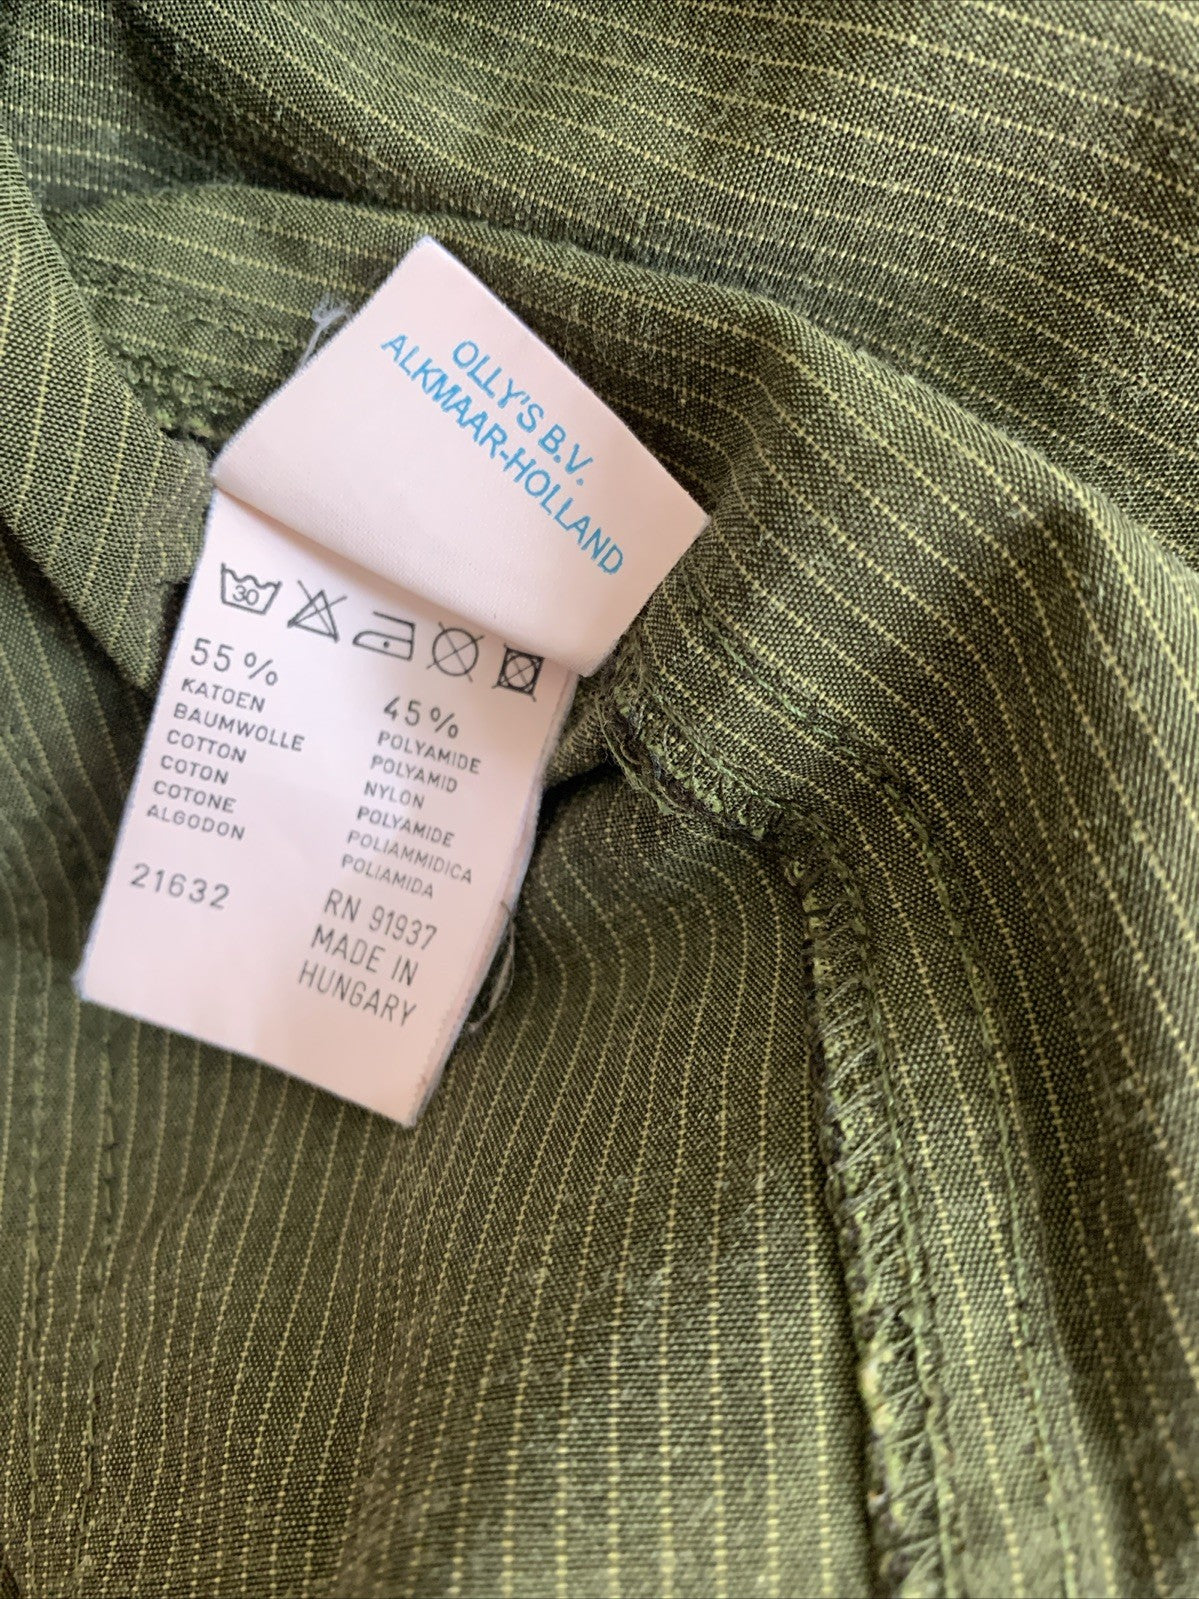 OLLY'S B.V.
ALKMAAR-HOLLAND
30
55%
KATOEN
BAUMWOLLE
COTTON
COTON
COTONE
ALGODON
45%
POLYAMIDE
POLYAMID
NYLON
POLYAMIDE
POLIAMMIDICA
POLIAMIDA
21632
RN 91937
MADE IN
HUNGARY